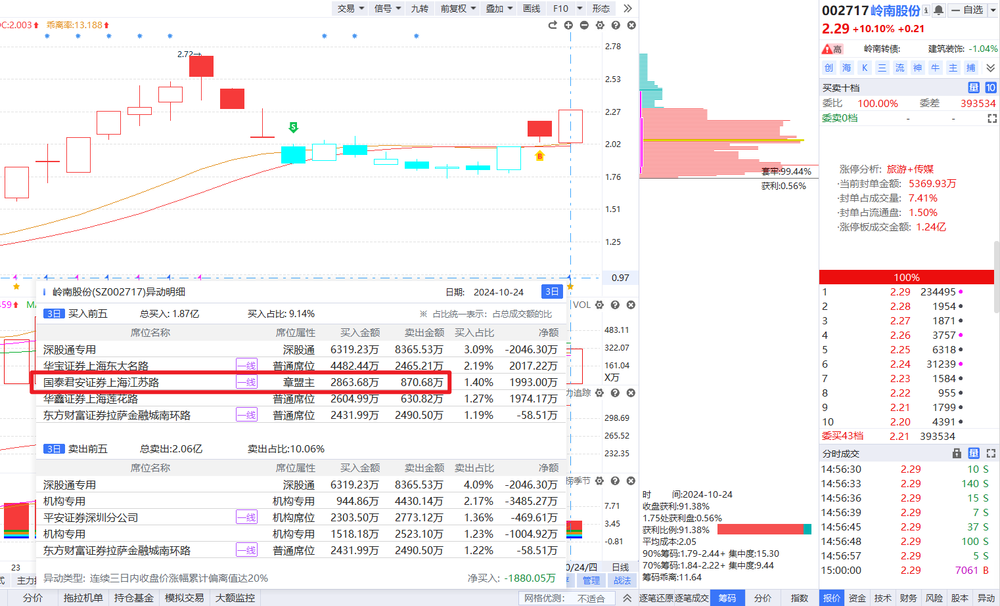 交易 信号 九转 前复权 叠加 画线 F10 形态
002717 岭南股份 自选
2.29 +10.10% +0.21
高 岭南转债: 建筑装饰: -1.04%
创 海 K 三 流 神 牛 主 捕
C:2.003 乖离率:13.188
2.72→
S
B
2.78
2.53
2.27
2.02
1.76
1.51
1.25
0.97
套牢:99.44%
获利:0.56%
买卖十档 量 10
委比 100.00% 委差 393534
委卖0档 - -
涨停分析: 旅游+传媒
·当前封单金额: 5369.93万
·封单占成交量: 7.41%
·封单占流通盘: 1.50%
·涨停板成交金额: 1.24亿
100%
1 2.29 234495
2 2.28 1954
3 2.27 1871
4 2.26 3757
5 2.25 6318
6 2.24 31239
7 2.23 1584
8 2.22 955
9 2.21 1799
10 2.20 4391
委买43档 2.21 393534
分时成交 量
14:56:30 2.29 10 S
14:56:33 2.29 140 S
14:56:36 2.29 15 S
14:56:39 2.29 7 S
14:56:45 2.29 37 S
14:56:48 2.29 100 S
14:56:57 2.29 5 S
15:00:00 2.29 7061 B
岭南股份(SZ002717)异动明细 日期: 2024-10-24 3日
3日 买入前五 总买入: 1.87亿 买入占比: 9.14% ※ 占比统一表示: 占总成交额的比
席位名称 席位属性 买入金额 卖出金额 买入占比 净额
深股通专用 深股通 6319.23万 8365.53万 3.09% -2046.30万
华宝证券上海东大名路 一线 普通席位 4482.44万 2465.21万 2.19% 2017.22万
国泰君安证券上海江苏路 一线 章盟主 2863.68万 870.68万 1.40% 1993.00万
华鑫证券上海莲花路 普通席位 2604.99万 630.82万 1.27% 1974.17万
东方财富证券拉萨金融城南环路 一线 普通席位 2431.99万 2490.50万 1.19% -58.51万
3日 卖出前五 总卖出:2.06亿 卖出占比:10.06%
席位名称 席位属性 买入金额 卖出金额 卖出占比 净额
深股通专用 深股通 6319.23万 8365.53万 4.09% -2046.30万
机构专用 机构专用 944.86万 4430.14万 2.17% -3485.27万
平安证券深圳分公司 一线 机构席位 2303.50万 2773.12万 1.36% -469.61万
机构专用 机构专用 1518.18万 2523.10万 1.23% -1004.92万
东方财富证券拉萨金融城南环路 一线 普通席位 2431.99万 2490.50万 1.22% -58.51万
异动类型: 连续三日内收盘价涨幅累计偏离值达20% 净买入: -1880.05万
459 MA
VOL
483.11
322.07
161.04
X万
追踪
298.69
265.52
232.35
捞季节
7.71
3.45
-0.81
23 0/24/四 日线
式 主力 管理 战法
时 间:2024-10-24
收盘获利:91.38%
1.75处获利盘:0.56%
获利比例:91.38%
平均成本:2.05
90%筹码:1.79-2.44+ 集中度:15.30
70%筹码:1.84-2.22+ 集中度:9.44
筹码乖离:11.64
分价 拖拉机单 持仓基金 模拟交易 大额监控 网格优测: 不适合 逐笔还原 逐笔成交 筹码 分价 指数 报价 资金 技术 财务 风险 股本 异动